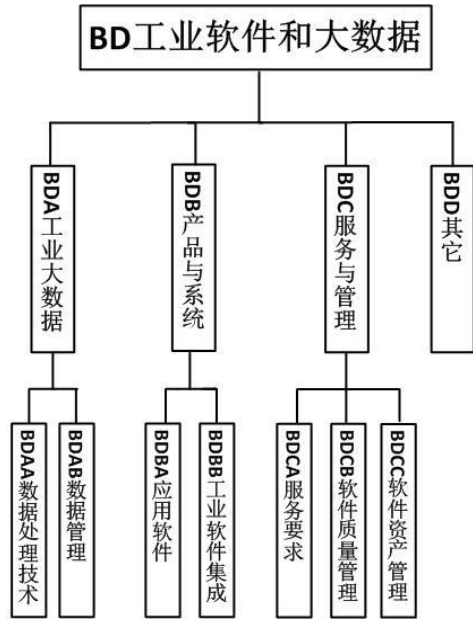 BD工业软件和大数据
BDA工业大数据
BDB产品与系统
BDC服务与管理
BDD其它
BDAA数据处理技术
BDAB数据管理
BDBA应用软件
BDBB工业软件集成
BDCA服务要求
BDCB软件质量管理
BDCC软件资产管理